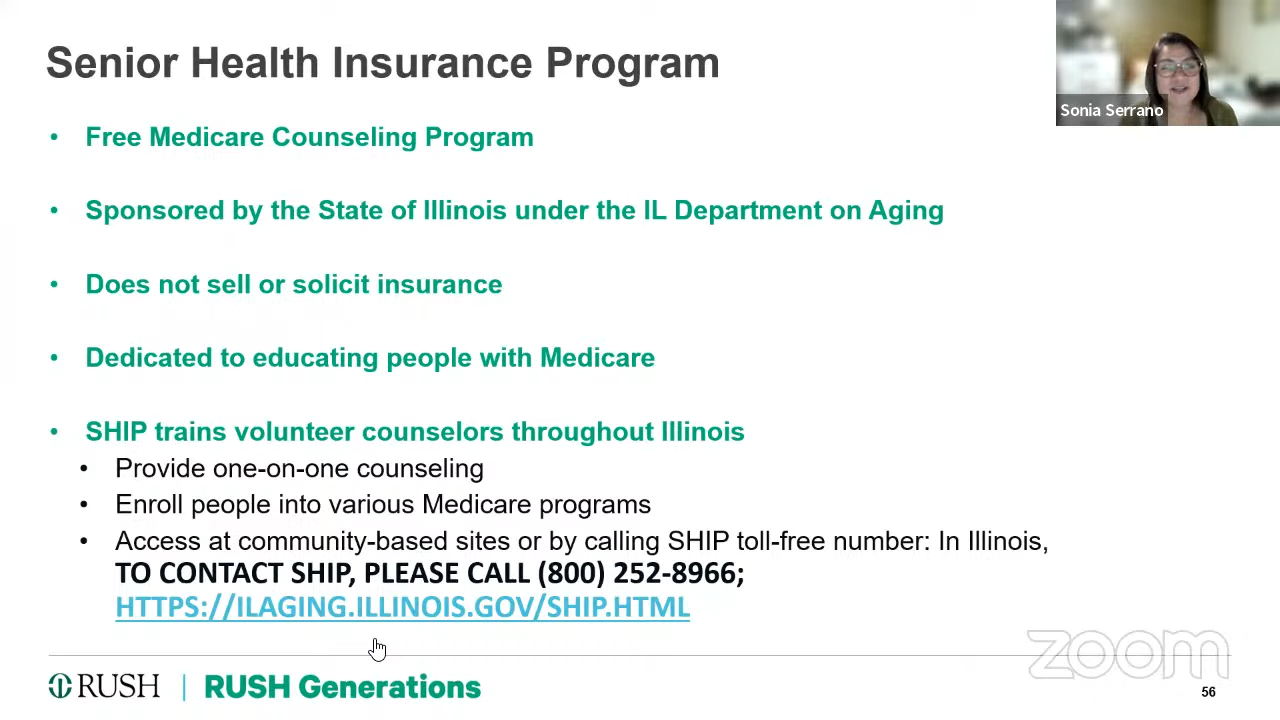 Senior Health Insurance Program
Sonia Serrano
• Free Medicare Counseling Program
• Sponsored by the State of Illinois under the IL Department on Aging
• Does not sell or solicit insurance
• Dedicated to educating people with Medicare
• SHIP trains volunteer counselors throughout Illinois
• Provide one-on-one counseling
• Enroll people into various Medicare programs
• Access at community-based sites or by calling SHIP toll-free number: In Illinois,
TO CONTACT SHIP, PLEASE CALL (800) 252-8966;
HTTPS://ILAGING.ILLINOIS.GOV/SHIP.HTML
zoom
RUSH | RUSH Generations
56